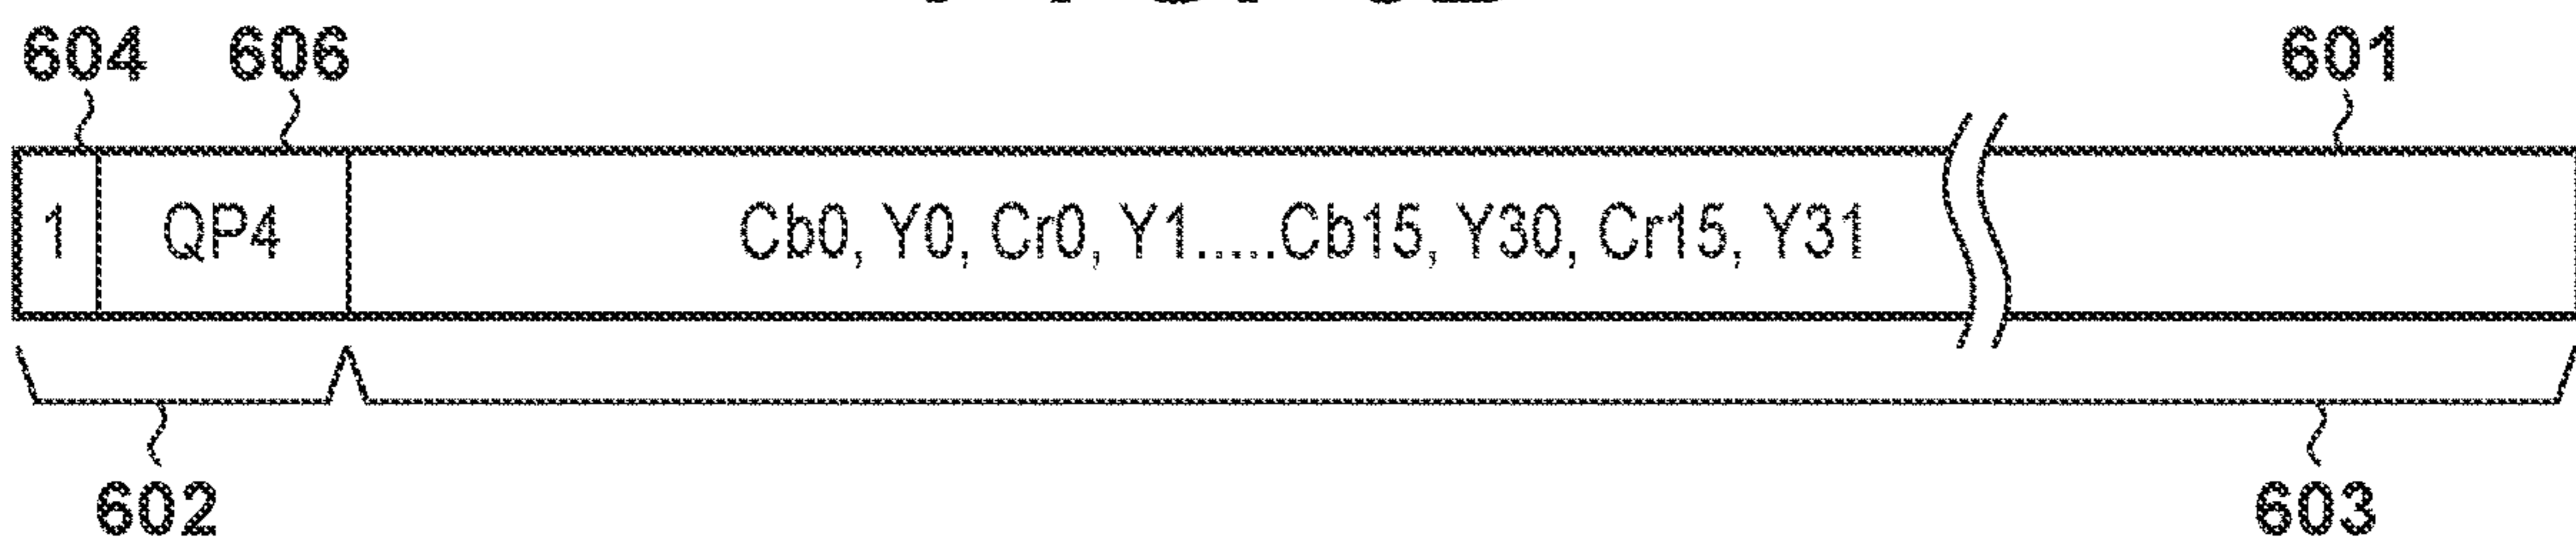 604 606 601
1 QP4 Cb0, Y0, Cr0, Y1.....Cb15, Y30, Cr15, Y31
602 603